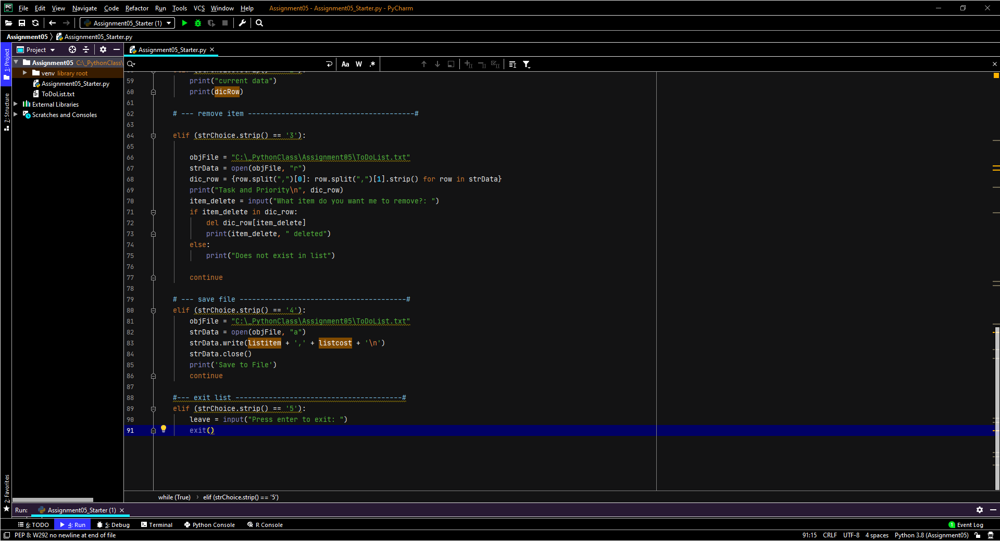 File Edit View Navigate Code Refactor Run Tools VCS Window Help Assignment05 - Assignment05_Starter.py - PyCharm
Assignment05_Starter (1)
Assignment05 Assignment05_Starter.py
Project
Assignment05_Starter.py
1: Project
7: Structure
2: Favorites
Assignment05 C:\_PythonClass\
venv library root
Assignment05_Starter.py
ToDoList.txt
External Libraries
Scratches and Consoles
Aa W .*
59 print("current data")
60 print(dicRow)
61
62 # --- remove item ----------------------------------------#
63
64 elif (strChoice.strip() == '3'):
65
66 objFile = "C:\_PythonClass\Assignment05\ToDoList.txt"
67 strData = open(objFile, "r")
68 dic_row = {row.split(",")[0]: row.split(",")[1].strip() for row in strData}
69 print("Task and Priority\n", dic_row)
70 item_delete = input("What item do you want me to remove?: ")
71 if item_delete in dic_row:
72 del dic_row[item_delete]
73 print(item_delete, " deleted")
74 else:
75 print("Does not exist in list")
76
77 continue
78
79 # --- save file ----------------------------------------#
80 elif (strChoice.strip() == '4'):
81 objFile = "C:\_PythonClass\Assignment05\ToDoList.txt"
82 strData = open(objFile, "a")
83 strData.write(listitem + ',' + listcost + '\n')
84 strData.close()
85 print('Save to File')
86 continue
87
88 #--- exit list ----------------------------------------#
89 elif (strChoice.strip() == '5'):
90 leave = input("Press enter to exit: ")
91 exit()
while (True) › elif (strChoice.strip() == '5')
Run: Assignment05_Starter (1)
6: TODO 4: Run 5: Debug Terminal Python Console R Console 1 Event Log
PEP 8: W292 no newline at end of file 91:15 CRLF UTF-8 4 spaces Python 3.8 (Assignment05)